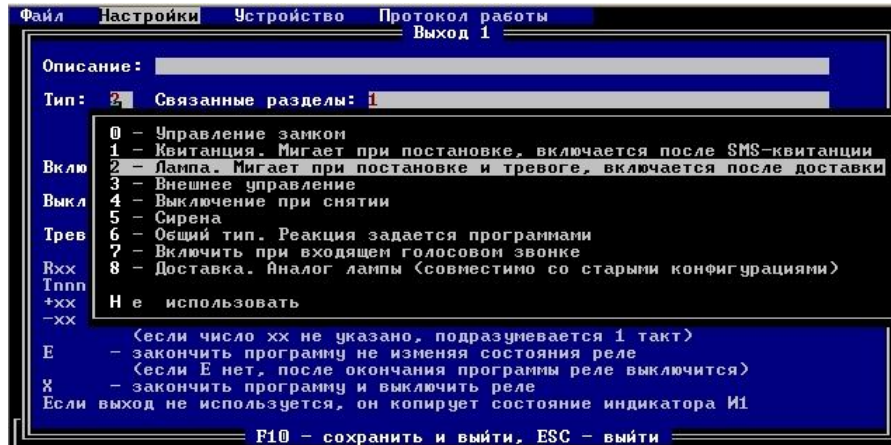 Файл Настройки Устройство Протокол работы
Выход 1
Описание:
Тип: 2 Связанные разделы: 1
0 – Управление замком
1 – Квитанция. Мигает при постановке, включается после SMS-квитанции
Вклю 2 – Лампа. Мигает при постановке и тревоге, включается после доставки
3 – Внешнее управление
Выкл 4 – Выключение при снятии
5 – Сирена
Трев 6 – Общий тип. Реакция задается программами
7 – Включить при входящем голосовом звонке
Rxx 8 – Доставка. Аналог лампы (совместимо со старыми конфигурациями)
Tnnn
+xx Н е использовать
-xx
(если число xx не указано, подразумевается 1 такт)
E – закончить программу не изменяя состояния реле
(если E нет, после окончания программы реле выключится)
X – закончить программу и выключить реле
Если выход не используется, он копирует состояние индикатора И1
F10 – сохранить и выйти, ESC – выйти